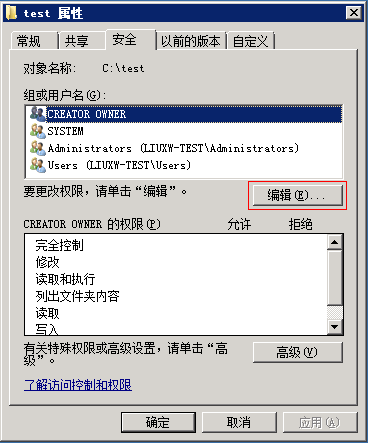 test 属性
常规 共享 安全 以前的版本 自定义
对象名称: C:\test
组或用户名(G):
CREATOR OWNER
SYSTEM
Administrators (LIUXW-TEST\Administrators)
Users (LIUXW-TEST\Users)
要更改权限，请单击“编辑”。
编辑(E)...
CREATOR OWNER 的权限(P) 允许 拒绝
完全控制
修改
读取和执行
列出文件夹内容
读取
写入
有关特殊权限或高级设置，请单击“高
级”。
高级(V)
了解访问控制和权限
确定 取消 应用(A)